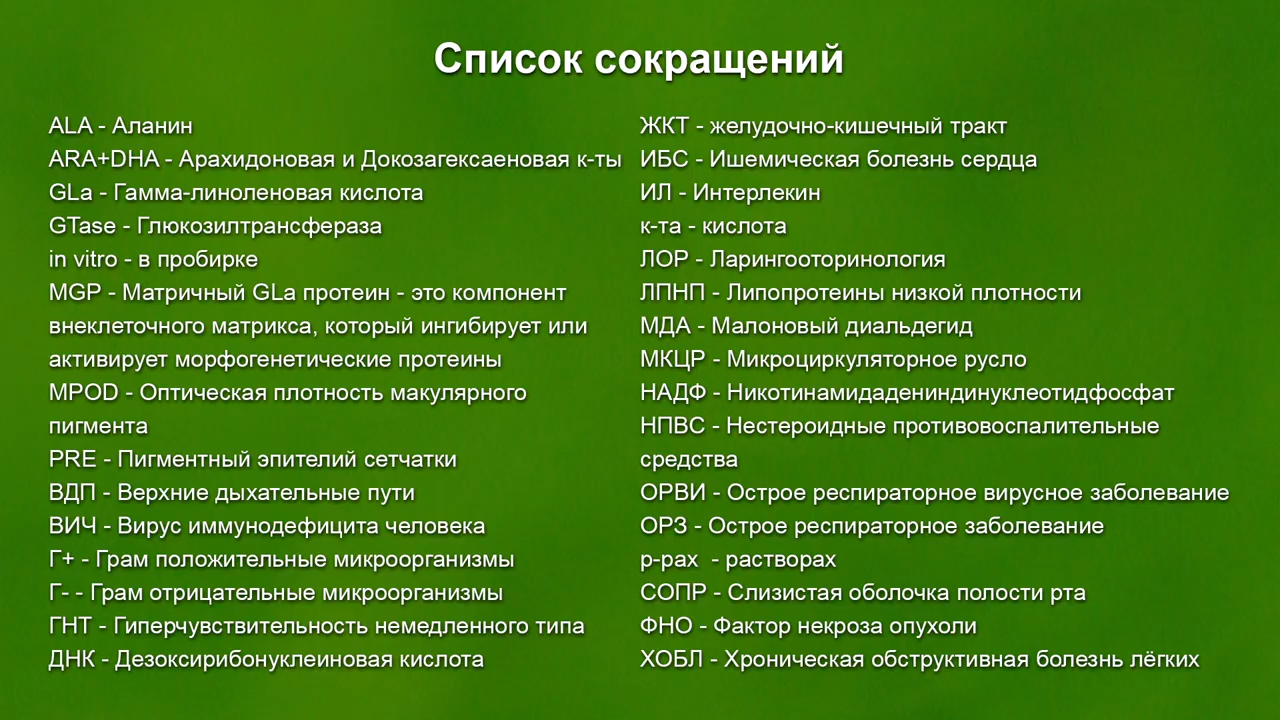 Список сокращений
ALA - Аланин
ARA+DHA - Арахидоновая и Докозагексаеновая к-ты
GLa - Гамма-линоленовая кислота
GTase - Глюкозилтрансфераза
in vitro - в пробирке
MGP - Матричный GLa протеин - это компонент
внеклеточного матрикса, который ингибирует или
активирует морфогенетические протеины
MPOD - Оптическая плотность макулярного
пигмента
PRE - Пигментный эпителий сетчатки
ВДП - Верхние дыхательные пути
ВИЧ - Вирус иммунодефицита человека
Г+ - Грам положительные микроорганизмы
Г- - Грам отрицательные микроорганизмы
ГНТ - Гиперчувствительность немедленного типа
ДНК - Дезоксирибонуклеиновая кислота
ЖКТ - желудочно-кишечный тракт
ИБС - Ишемическая болезнь сердца
ИЛ - Интерлекин
к-та - кислота
ЛОР - Ларингооторинология
ЛПНП - Липопротеины низкой плотности
МДА - Малоновый диальдегид
МКЦР - Микроциркуляторное русло
НАДФ - Никотинамидадениндинуклеотидфосфат
НПВС - Нестероидные противовоспалительные
средства
ОРВИ - Острое респираторное вирусное заболевание
ОРЗ - Острое респираторное заболевание
р-рах  - растворах
СОПР - Слизистая оболочка полости рта
ФНО - Фактор некроза опухоли
ХОБЛ - Хроническая обструктивная болезнь лёгких